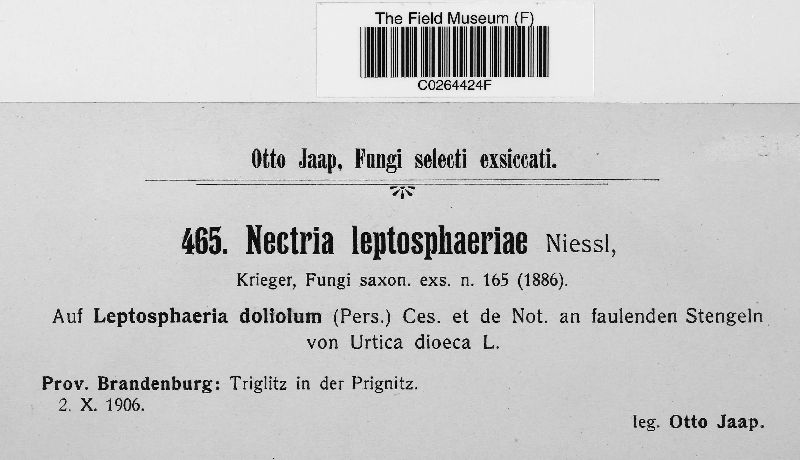 The Field Museum (F)
C0264424F
Otto Jaap, Fungi selecti exsiccati.
465. Nectria leptosphaeriae Niessl,
Krieger, Fungi saxon. exs. n. 165 (1886).
Auf Leptosphaeria doliolum (Pers.) Ces. et de Not. an faulenden Stengeln
von Urtica dioeca L.
Prov. Brandenburg: Triglitz in der Prignitz.
2. X. 1906.
leg. Otto Jaap.